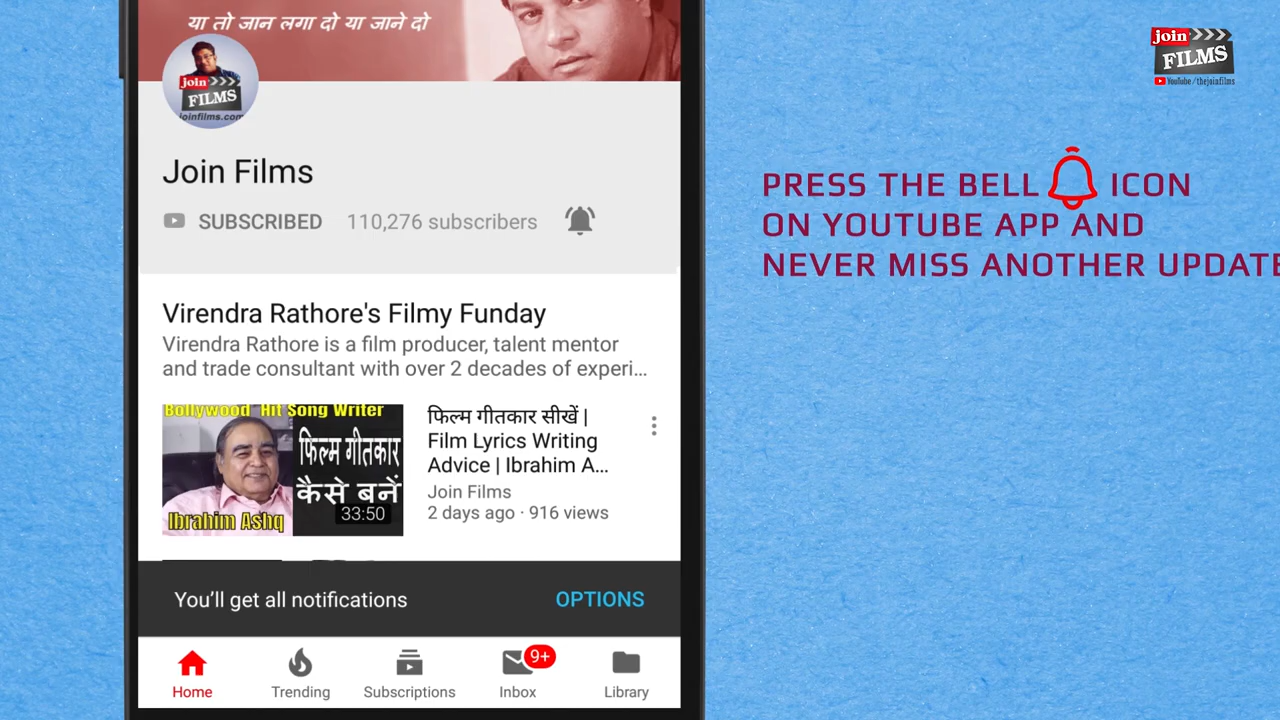 या तो जान लगा दो या जाने दो
join
FILMS
joinfilms.com
Join Films
SUBSCRIBED 110,276 subscribers
Virendra Rathore's Filmy Funday
Virendra Rathore is a film producer, talent mentor
and trade consultant with over 2 decades of experi...
Bollywood Hit Song Writer
फिल्म गीतकार
कैसे बनें
33:50
Ibrahim Ashq
फिल्म गीतकार सीखें |
Film Lyrics Writing
Advice | Ibrahim A...
Join Films
2 days ago · 916 views
You'll get all notifications OPTIONS
9+
Home Trending Subscriptions Inbox Library
join
FILMS
YouTube/thejoinfilms
PRESS THE BELL ICON
ON YOUTUBE APP AND
NEVER MISS ANOTHER UPDATE